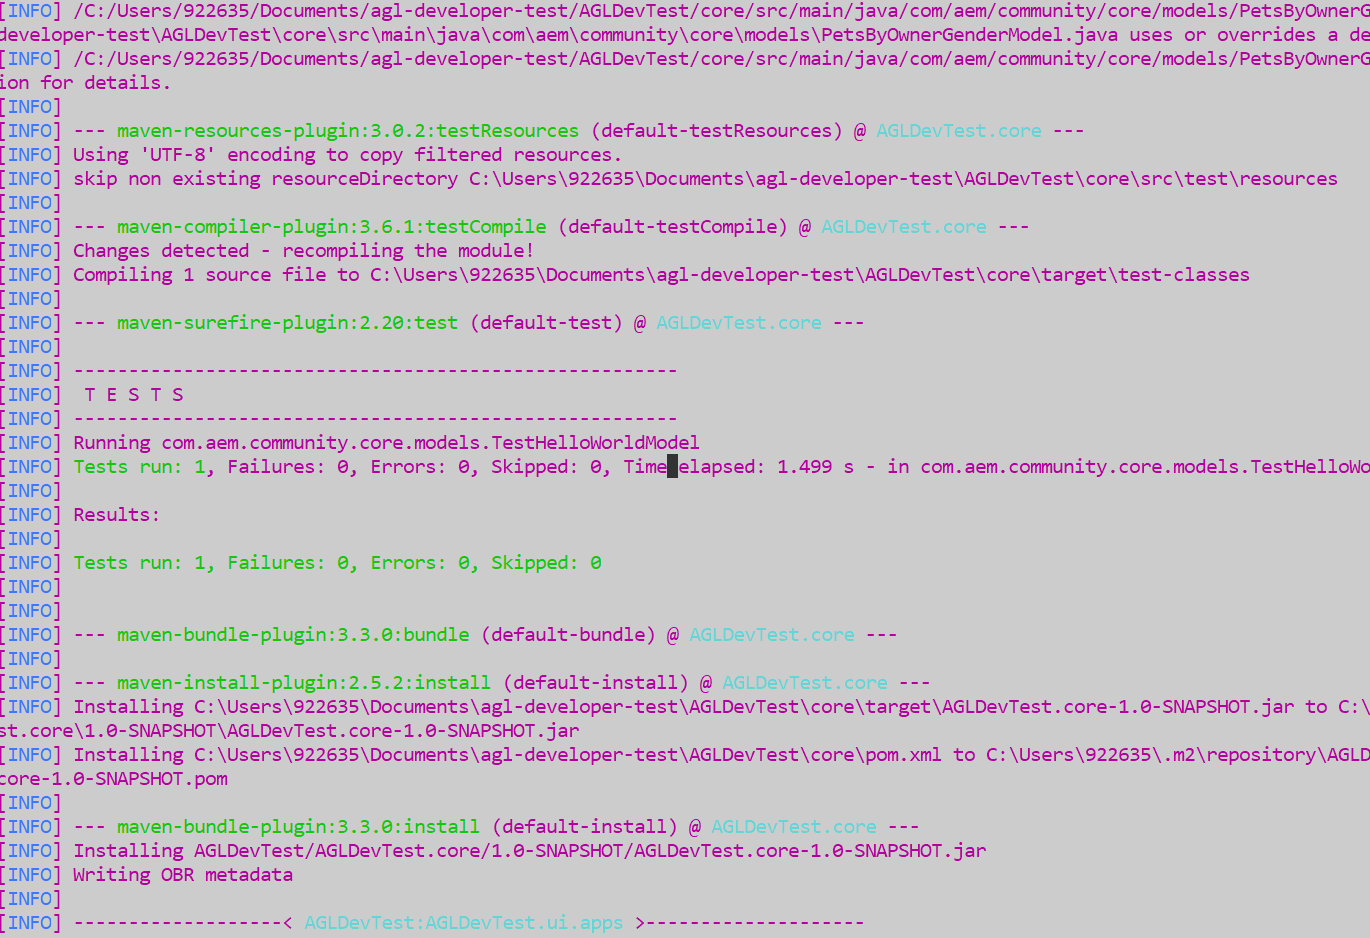 [INFO] /C:/Users/922635/Documents/agl-developer-test/AGLDevTest/core/src/main/java/com/aem/community/core/models/PetsByOwnerG
developer-test\AGLDevTest\core\src\main\java\com\aem\community\core\models\PetsByOwnerGenderModel.java uses or overrides a de
[INFO] /C:/Users/922635/Documents/agl-developer-test/AGLDevTest/core/src/main/java/com/aem/community/core/models/PetsByOwnerG
ion for details.
[INFO]
[INFO] --- maven-resources-plugin:3.0.2:testResources (default-testResources) @ AGLDevTest.core ---
[INFO] Using 'UTF-8' encoding to copy filtered resources.
[INFO] skip non existing resourceDirectory C:\Users\922635\Documents\agl-developer-test\AGLDevTest\core\src\test\resources
[INFO]
[INFO] --- maven-compiler-plugin:3.6.1:testCompile (default-testCompile) @ AGLDevTest.core ---
[INFO] Changes detected - recompiling the module!
[INFO] Compiling 1 source file to C:\Users\922635\Documents\agl-developer-test\AGLDevTest\core\target\test-classes
[INFO]
[INFO] --- maven-surefire-plugin:2.20:test (default-test) @ AGLDevTest.core ---
[INFO]
[INFO] -------------------------------------------------------
[INFO]  T E S T S
[INFO] -------------------------------------------------------
[INFO] Running com.aem.community.core.models.TestHelloWorldModel
[INFO] Tests run: 1, Failures: 0, Errors: 0, Skipped: 0, Time elapsed: 1.499 s - in com.aem.community.core.models.TestHelloWo
[INFO]
[INFO] Results:
[INFO]
[INFO] Tests run: 1, Failures: 0, Errors: 0, Skipped: 0
[INFO]
[INFO]
[INFO] --- maven-bundle-plugin:3.3.0:bundle (default-bundle) @ AGLDevTest.core ---
[INFO]
[INFO] --- maven-install-plugin:2.5.2:install (default-install) @ AGLDevTest.core ---
[INFO] Installing C:\Users\922635\Documents\agl-developer-test\AGLDevTest\core\target\AGLDevTest.core-1.0-SNAPSHOT.jar to C:\
st.core\1.0-SNAPSHOT\AGLDevTest.core-1.0-SNAPSHOT.jar
[INFO] Installing C:\Users\922635\Documents\agl-developer-test\AGLDevTest\core\pom.xml to C:\Users\922635\.m2\repository\AGLD
core-1.0-SNAPSHOT.pom
[INFO]
[INFO] --- maven-bundle-plugin:3.3.0:install (default-install) @ AGLDevTest.core ---
[INFO] Installing AGLDevTest/AGLDevTest.core/1.0-SNAPSHOT/AGLDevTest.core-1.0-SNAPSHOT.jar
[INFO] Writing OBR metadata
[INFO]
[INFO] -------------------< AGLDevTest:AGLDevTest.ui.apps >--------------------